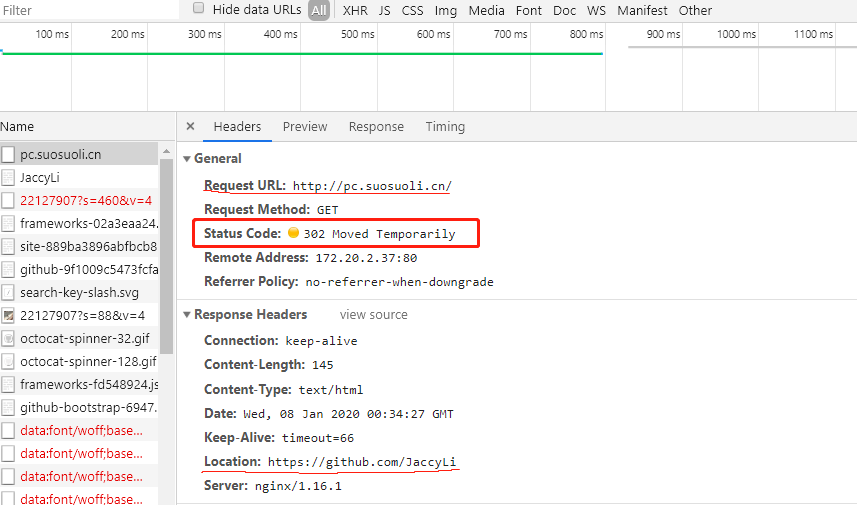 Filter Hide data URLs All XHR JS CSS Img Media Font Doc WS Manifest Other
100 ms 200 ms 300 ms 400 ms 500 ms 600 ms 700 ms 800 ms 900 ms 1000 ms 1100 ms
Name
pc.suosuoli.cn
JaccyLi
22127907?s=460&v=4
frameworks-02a3eaa24.
site-889ba3896abfbcb8
github-9f1009c5473fcfa
search-key-slash.svg
22127907?s=88&v=4
octocat-spinner-32.gif
octocat-spinner-128.gif
frameworks-fd548924.js
github-bootstrap-6947.
data:font/woff;base...
data:font/woff;base...
data:font/woff;base...
data:font/woff;base...
× Headers Preview Response Timing
▼ General
Request URL: http://pc.suosuoli.cn/
Request Method: GET
Status Code: 302 Moved Temporarily
Remote Address: 172.20.2.37:80
Referrer Policy: no-referrer-when-downgrade
▼ Response Headers view source
Connection: keep-alive
Content-Length: 145
Content-Type: text/html
Date: Wed, 08 Jan 2020 00:34:27 GMT
Keep-Alive: timeout=66
Location: https://github.com/JaccyLi
Server: nginx/1.16.1